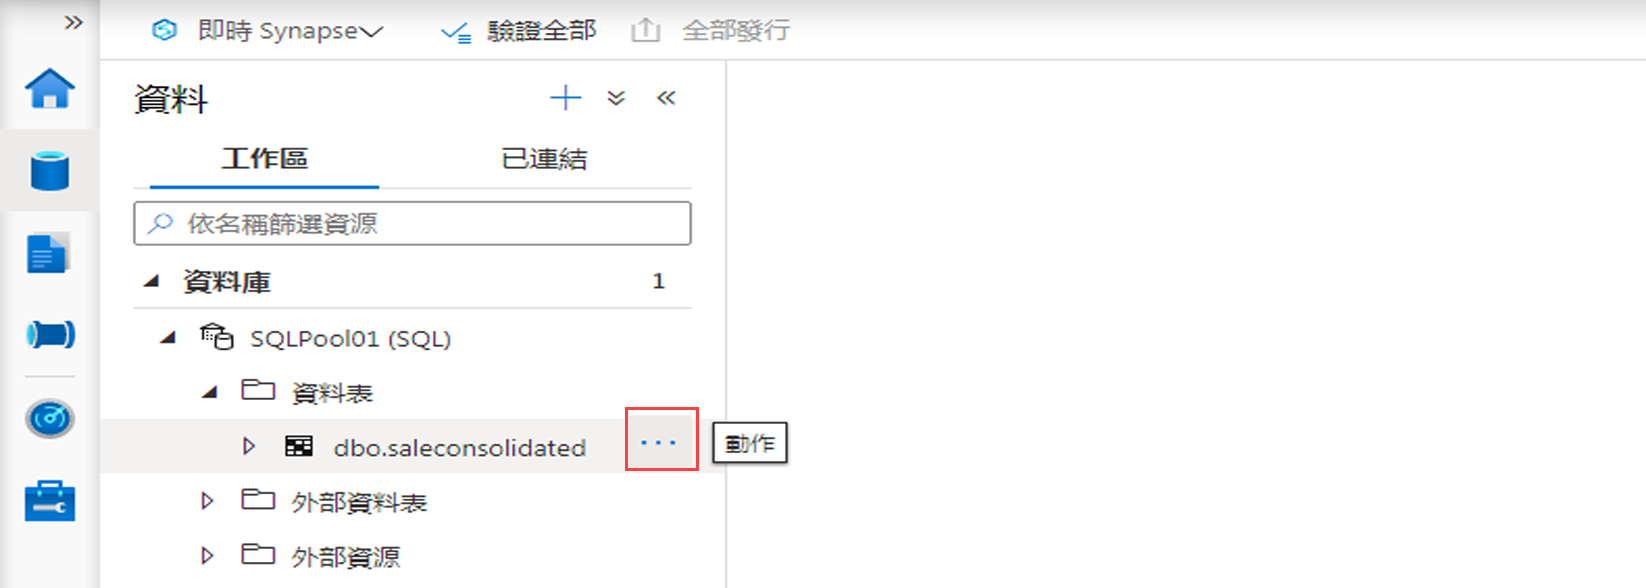 即時 Synapse 驗證全部 全部發行
資料
工作區 已連結
依名稱篩選資源
資料庫 1
SQLPool01 (SQL)
資料表
dbo.saleconsolidated ··· 動作
外部資料表
外部資源